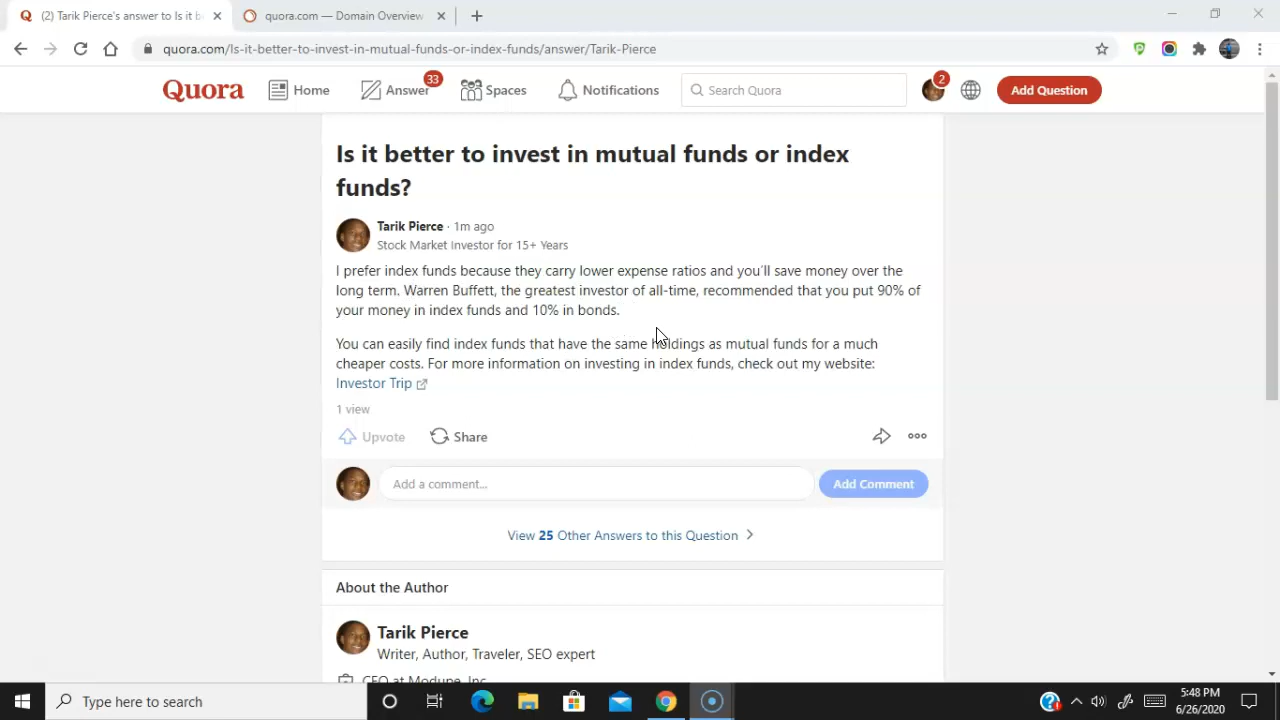 (2) Tarik Pierce's answer to Is it b
quora.com — Domain Overview
quora.com/Is-it-better-to-invest-in-mutual-funds-or-index-funds/answer/Tarik-Pierce
Quora
Home
Answer
33
Spaces
Notifications
Search Quora
2
Add Question
Is it better to invest in mutual funds or index
funds?
Tarik Pierce · 1m ago
Stock Market Investor for 15+ Years
I prefer index funds because they carry lower expense ratios and you'll save money over the
long term. Warren Buffett, the greatest investor of all-time, recommended that you put 90% of
your money in index funds and 10% in bonds.
You can easily find index funds that have the same holdings as mutual funds for a much
cheaper costs. For more information on investing in index funds, check out my website:
Investor Trip
1 view
Upvote
Share
Add a comment...
Add Comment
View 25 Other Answers to this Question
About the Author
Tarik Pierce
Writer, Author, Traveler, SEO expert
CEO at Modune, Inc.
Type here to search
5:48 PM
6/26/2020